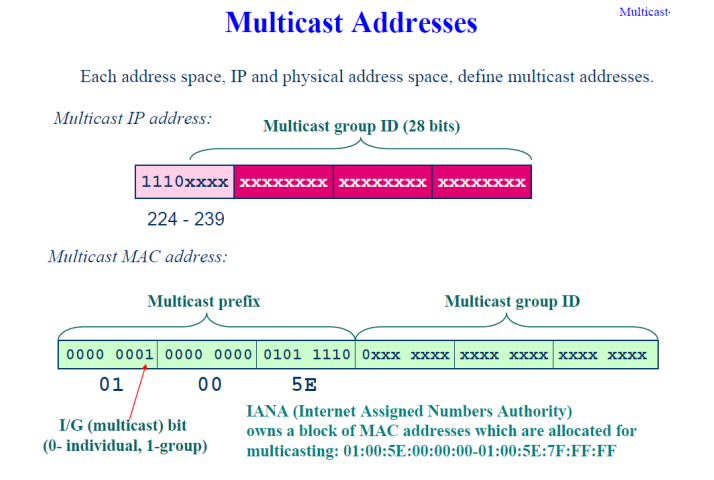 Multicast Addresses
Multicast·
Each address space, IP and physical address space, define multicast addresses.
Multicast IP address:
Multicast group ID (28 bits)
1110xxxx xxxxxxxx xxxxxxxx xxxxxxxx
224 - 239
Multicast MAC address:
Multicast prefix
Multicast group ID
0000 0001 0000 0000 0101 1110 0xxx xxxx xxxx xxxx xxxx xxxx
01 00 5E
I/G (multicast) bit
(0- individual, 1-group)
IANA (Internet Assigned Numbers Authority)
owns a block of MAC addresses which are allocated for
multicasting: 01:00:5E:00:00:00-01:00:5E:7F:FF:FF